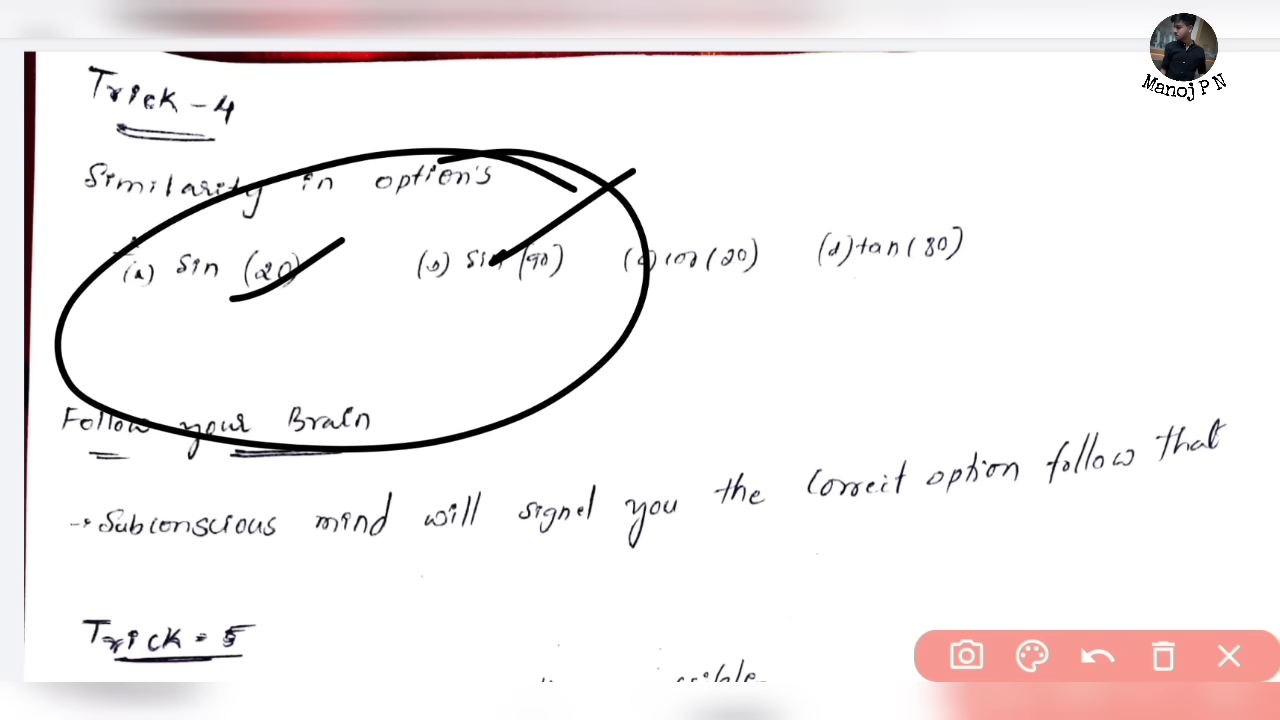 Manoj P N
Trick - 4
Similarity in option's
(a) sin (20) (b) sin (90) (c) cos (20) (d) tan (80)
Follow your Brain
→ Subconscious mind will signel you the correct option follow that
Trick - 5